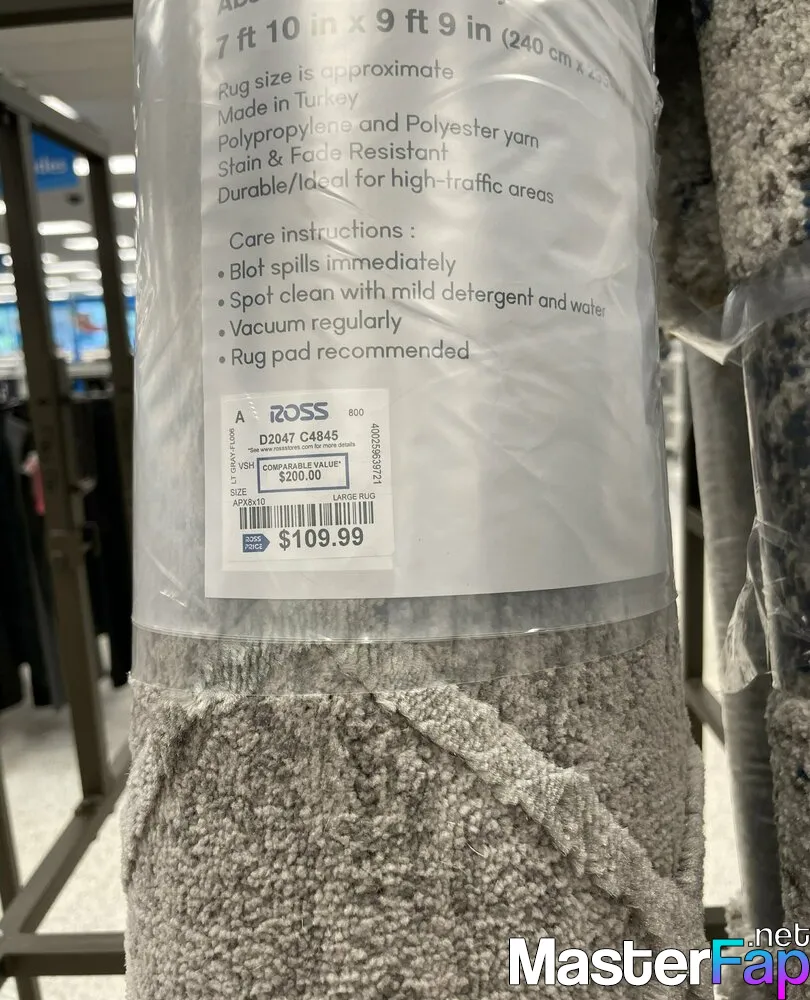 7 ft 10 in x 9 ft 9 in (240 cm x
Rug size is approximate
Made in Turkey
Polypropylene and Polyester yarn
Stain & Fade Resistant
Durable/Ideal for high-traffic areas
Care instructions :
• Blot spills immediately
• Spot clean with mild detergent and water
• Vacuum regularly
• Rug pad recommended
A ROSS 800
D2047 C4845
*See www.rossstores.com for more details
LT GRAY-FL006
400259639721
VSH COMPARABLE VALUE*
$200.00
SIZE
APX8x10 LARGE RUG
ROSS PRICE $109.99
MasterFap.net